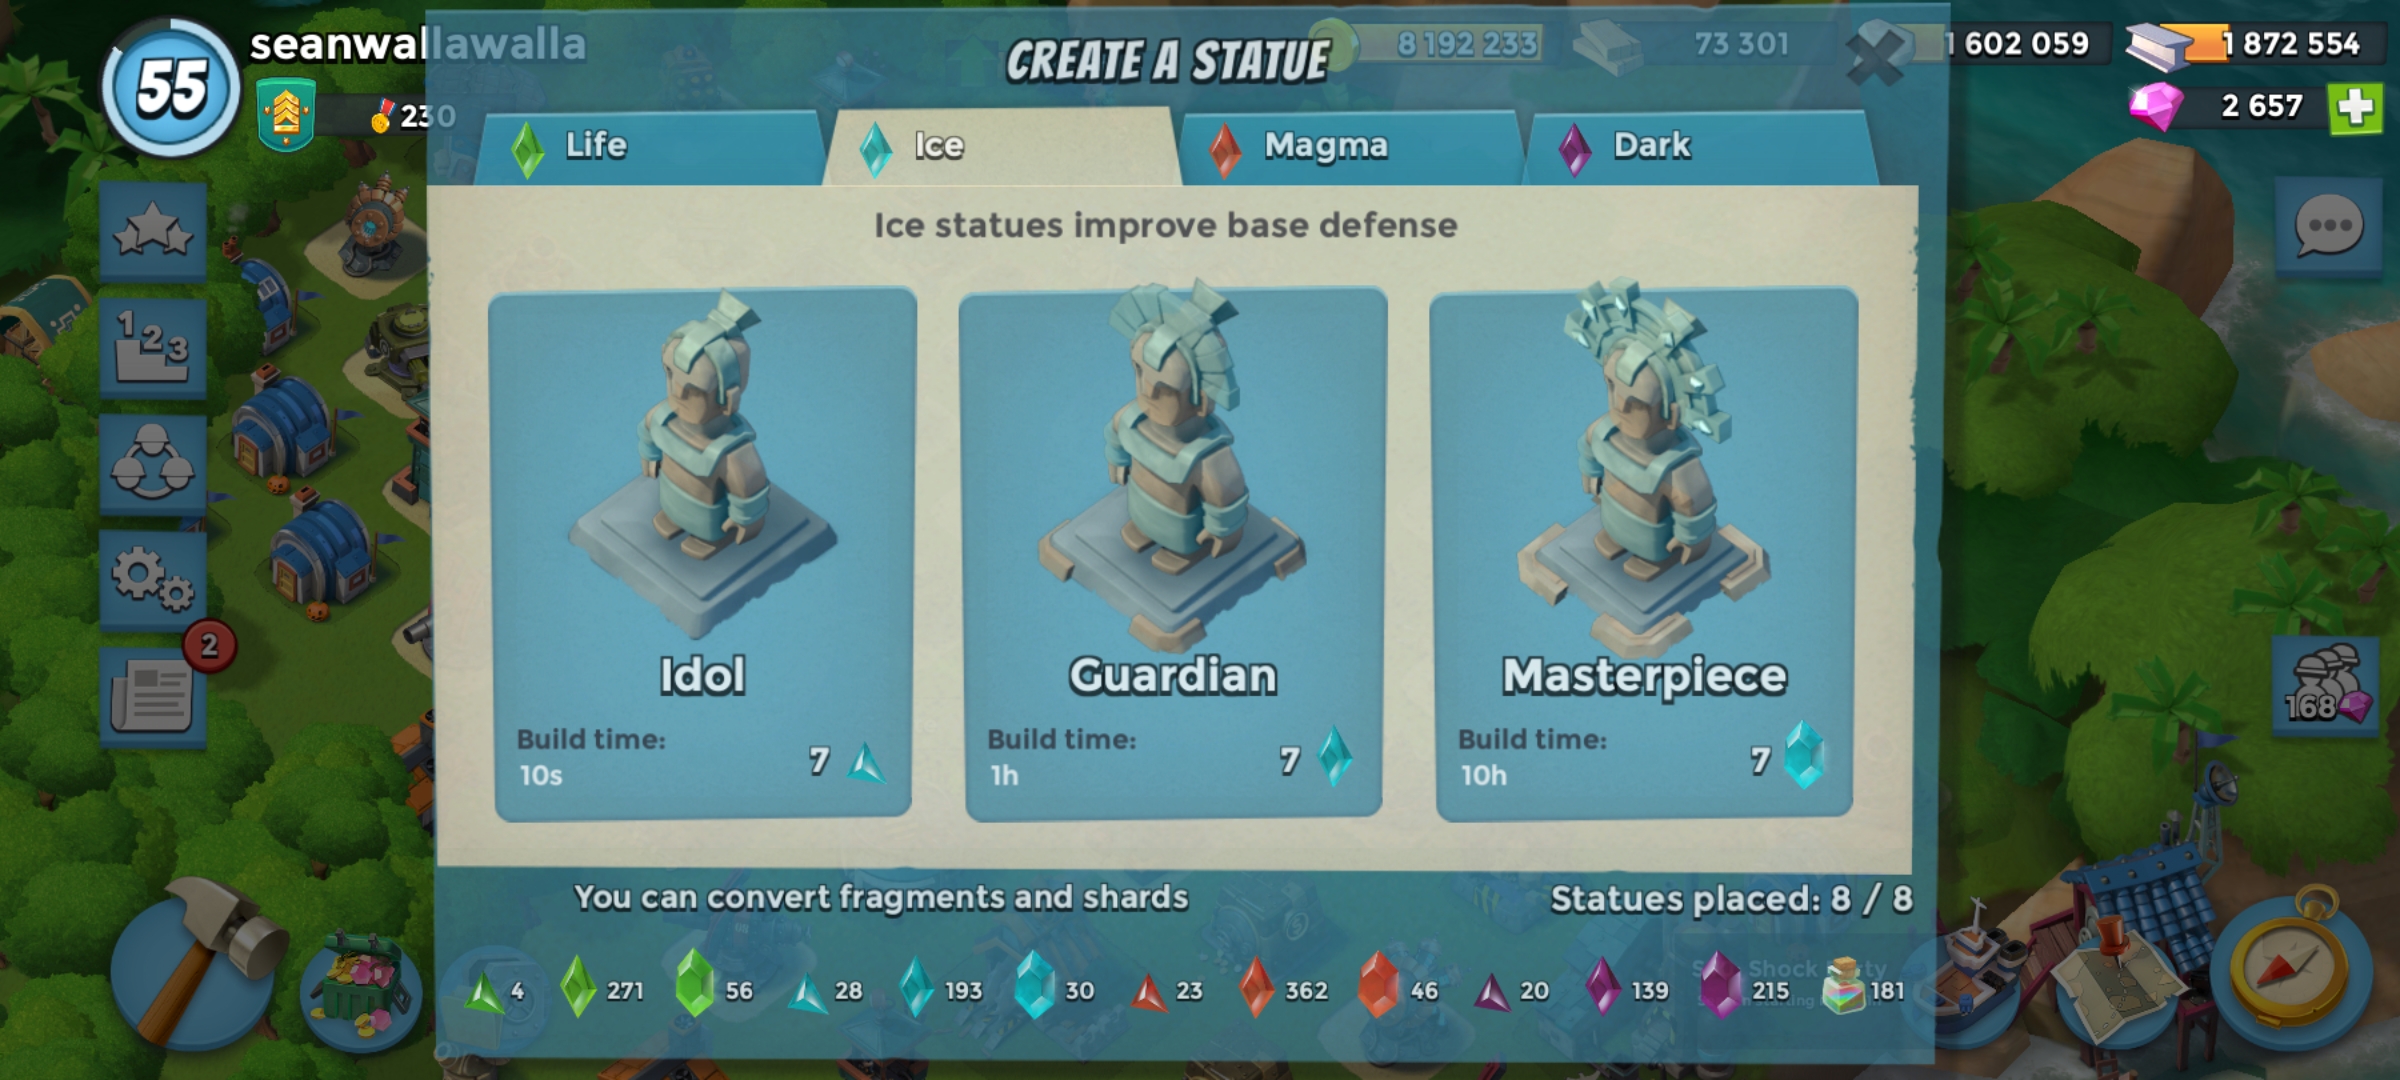 55
seanwallawalla
230
8 192 233
73 301
1 602 059
1 872 554
2 657
CREATE A STATUE
Life
Ice
Magma
Dark
Ice statues improve base defense
Idol
Build time:
10s
7
Guardian
Build time:
1h
7
Masterpiece
Build time:
10h
7
1 2 3
2
168
You can convert fragments and shards
Statues placed: 8 / 8
4
271
56
28
193
30
23
362
46
20
139
215
181